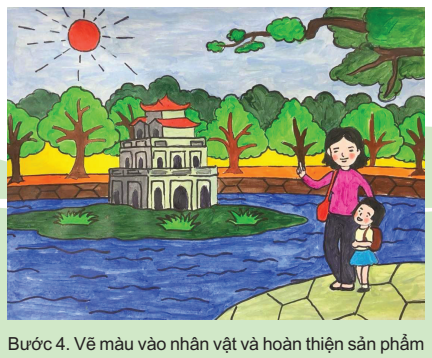 Bước 4. Vẽ màu vào nhân vật và hoàn thiện sản phẩm